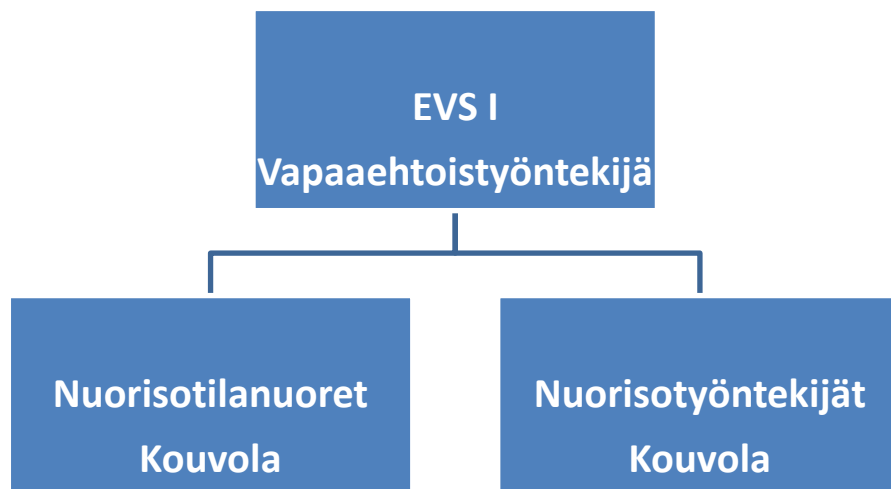 EVS I
Vapaaehtoistyöntekijä
Nuorisotilanuoret
Kouvola
Nuorisotyöntekijät
Kouvola